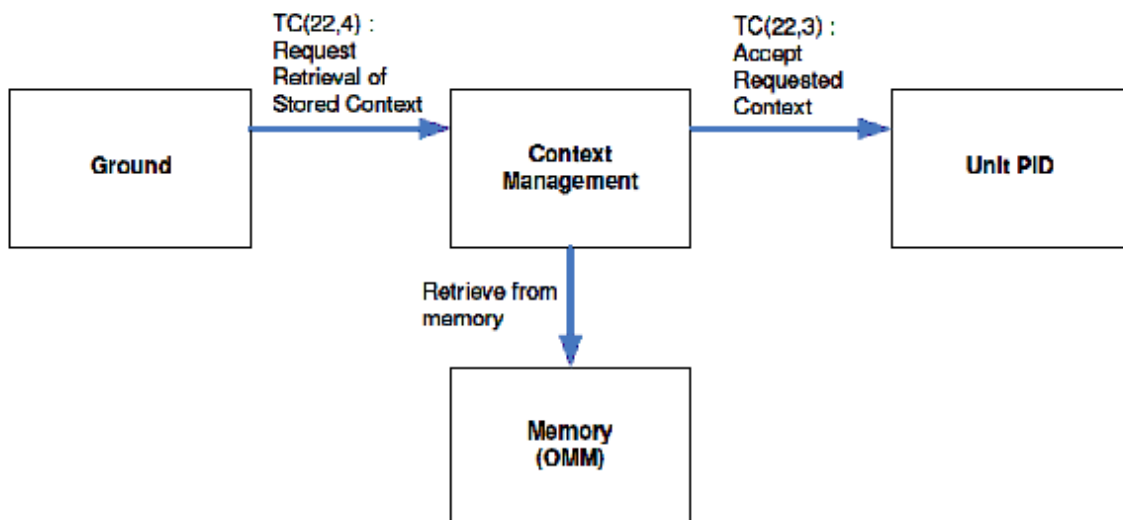 TC(22,4) :
Request
Retrieval of
Stored Context
TC(22,3) :
Accept
Requested
Context
Ground
Context
Management
Unit PID
Retrieve from
memory
Memory
(OMM)